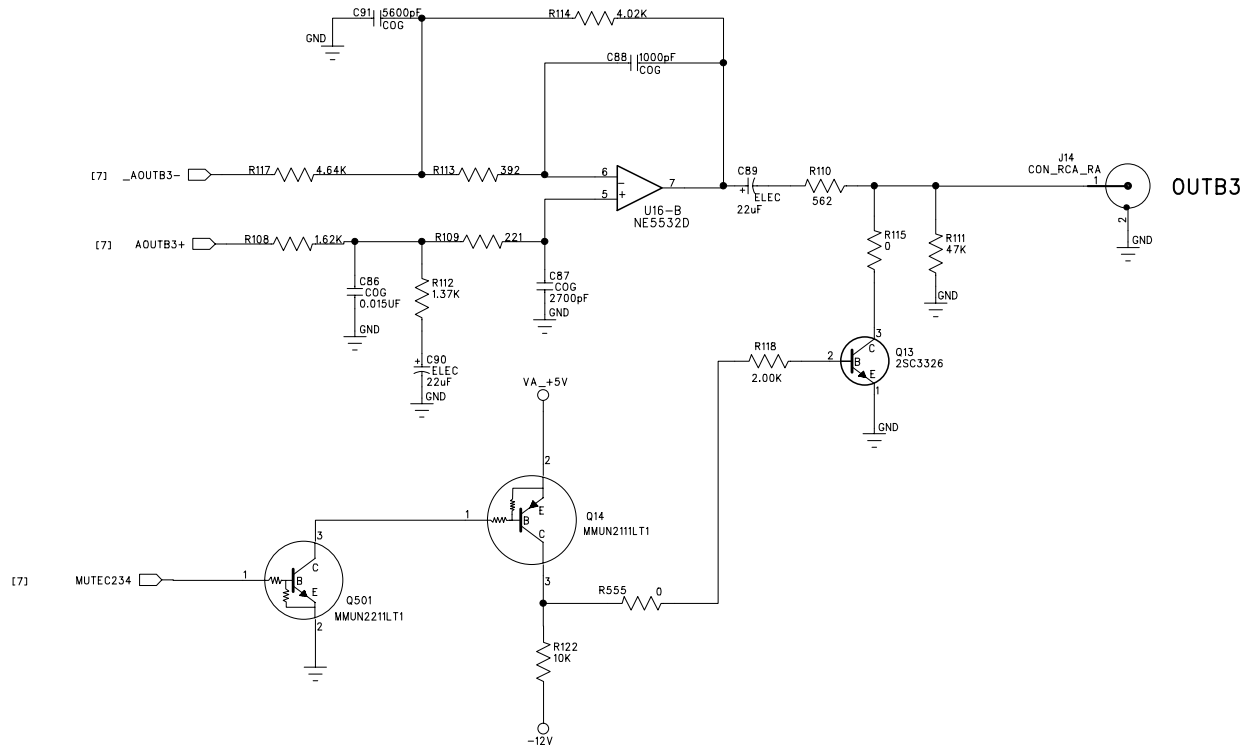 C91 5600pF
COG
GND
R114 4.02K
C88 1000pF
COG
[7] _AOUTB3- R117 4.64K R113 392
6
5
7
U16-B
NE5532D
C89
+ ELEC
22uF
R110
562
J14
CON_RCA_RA
1
2
GND
OUTB3
[7] AOUTB3+ R108 1.62K R109 221
C86
COG
0.015UF
GND
R112
1.37K
C87
COG
2700pF
GND
+ C90
ELEC
22uF
GND
R115
0
R111
47K
GND
R118
2.00K
2
3
C
B
E
1
Q13
2SC3326
GND
VA_+5V
2
1
E
B
C
3
Q14
MMUN2111LT1
[7] MUTEC234
1
3
C
B
E
2
Q501
MMUN2211LT1
R555 0
R122
10K
-12V